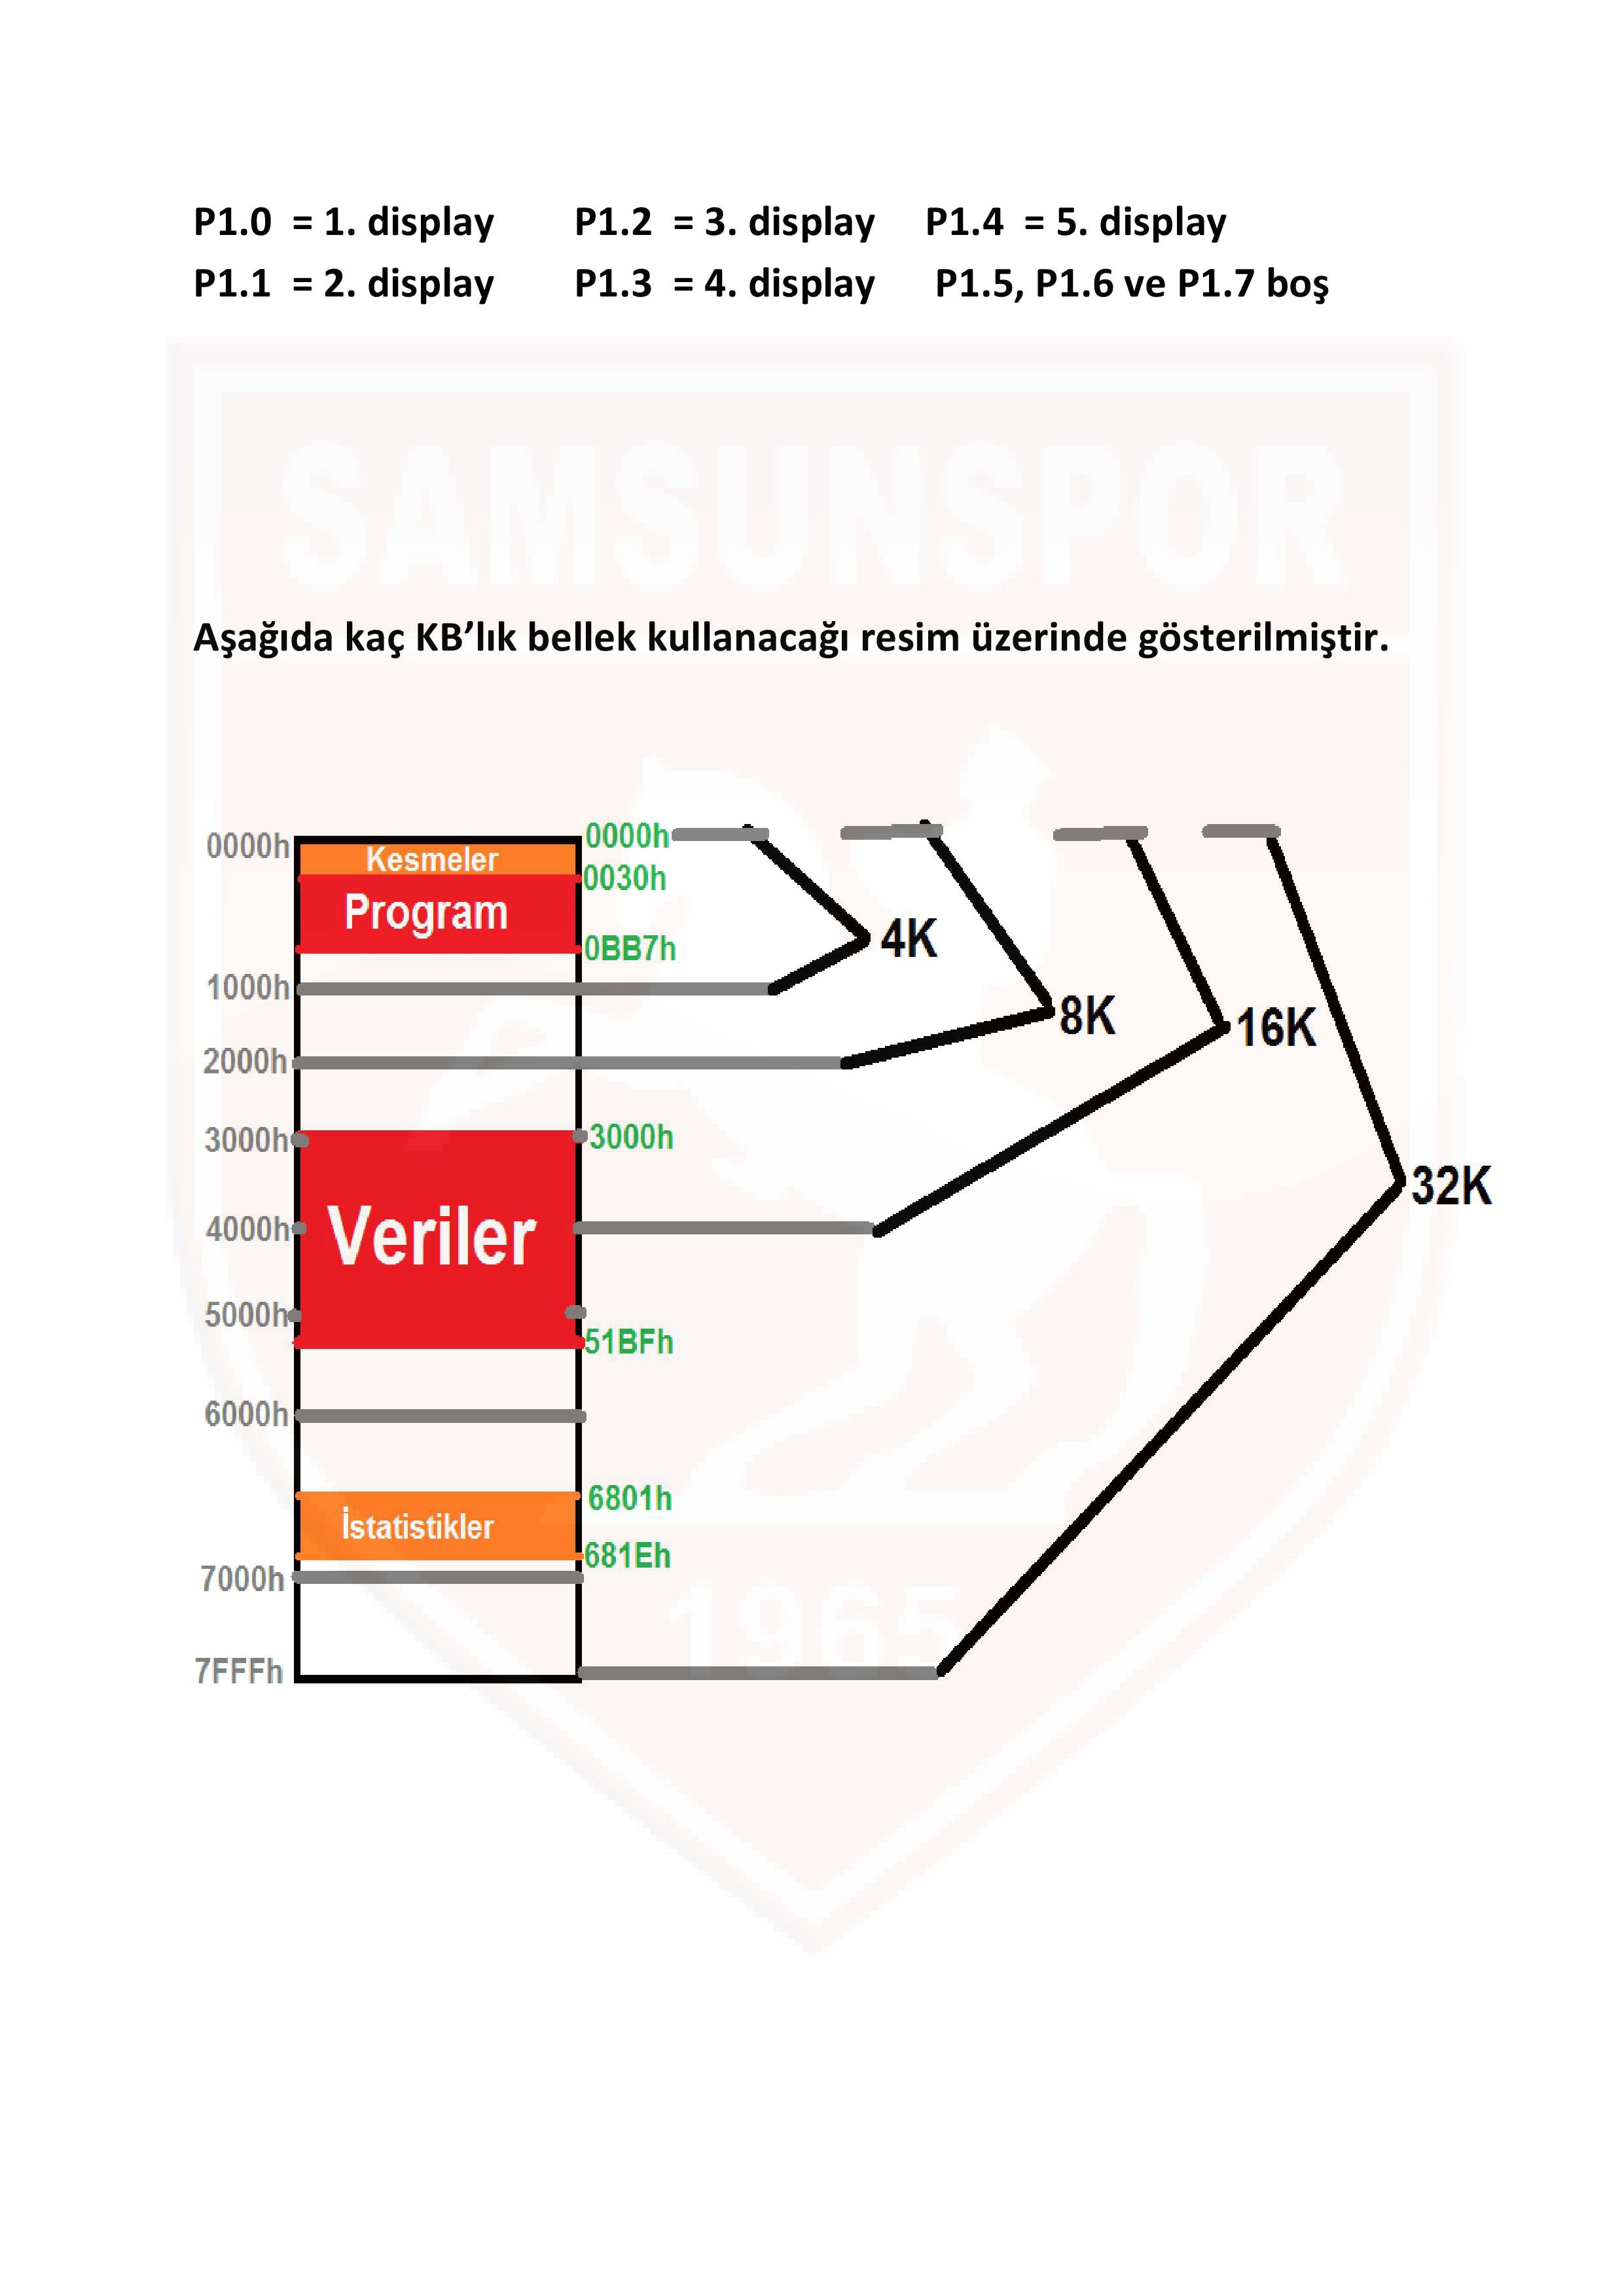 P1.0 = 1. display P1.2 = 3. display P1.4 = 5. display
P1.1 = 2. display P1.3 = 4. display P1.5, P1.6 ve P1.7 boş
SAMSUNSPOR
Aşağıda kaç KB’lık bellek kullanacağı resim üzerinde gösterilmiştir.
0000h 0000h
Kesmeler
0030h
Program
4K
0BB7h
1000h
8K
16K
2000h
3000h 3000h
32K
4000h Veriler
5000h
51BFh
6000h
6801h
İstatistikler
681Eh
7000h
1965
7FFFh